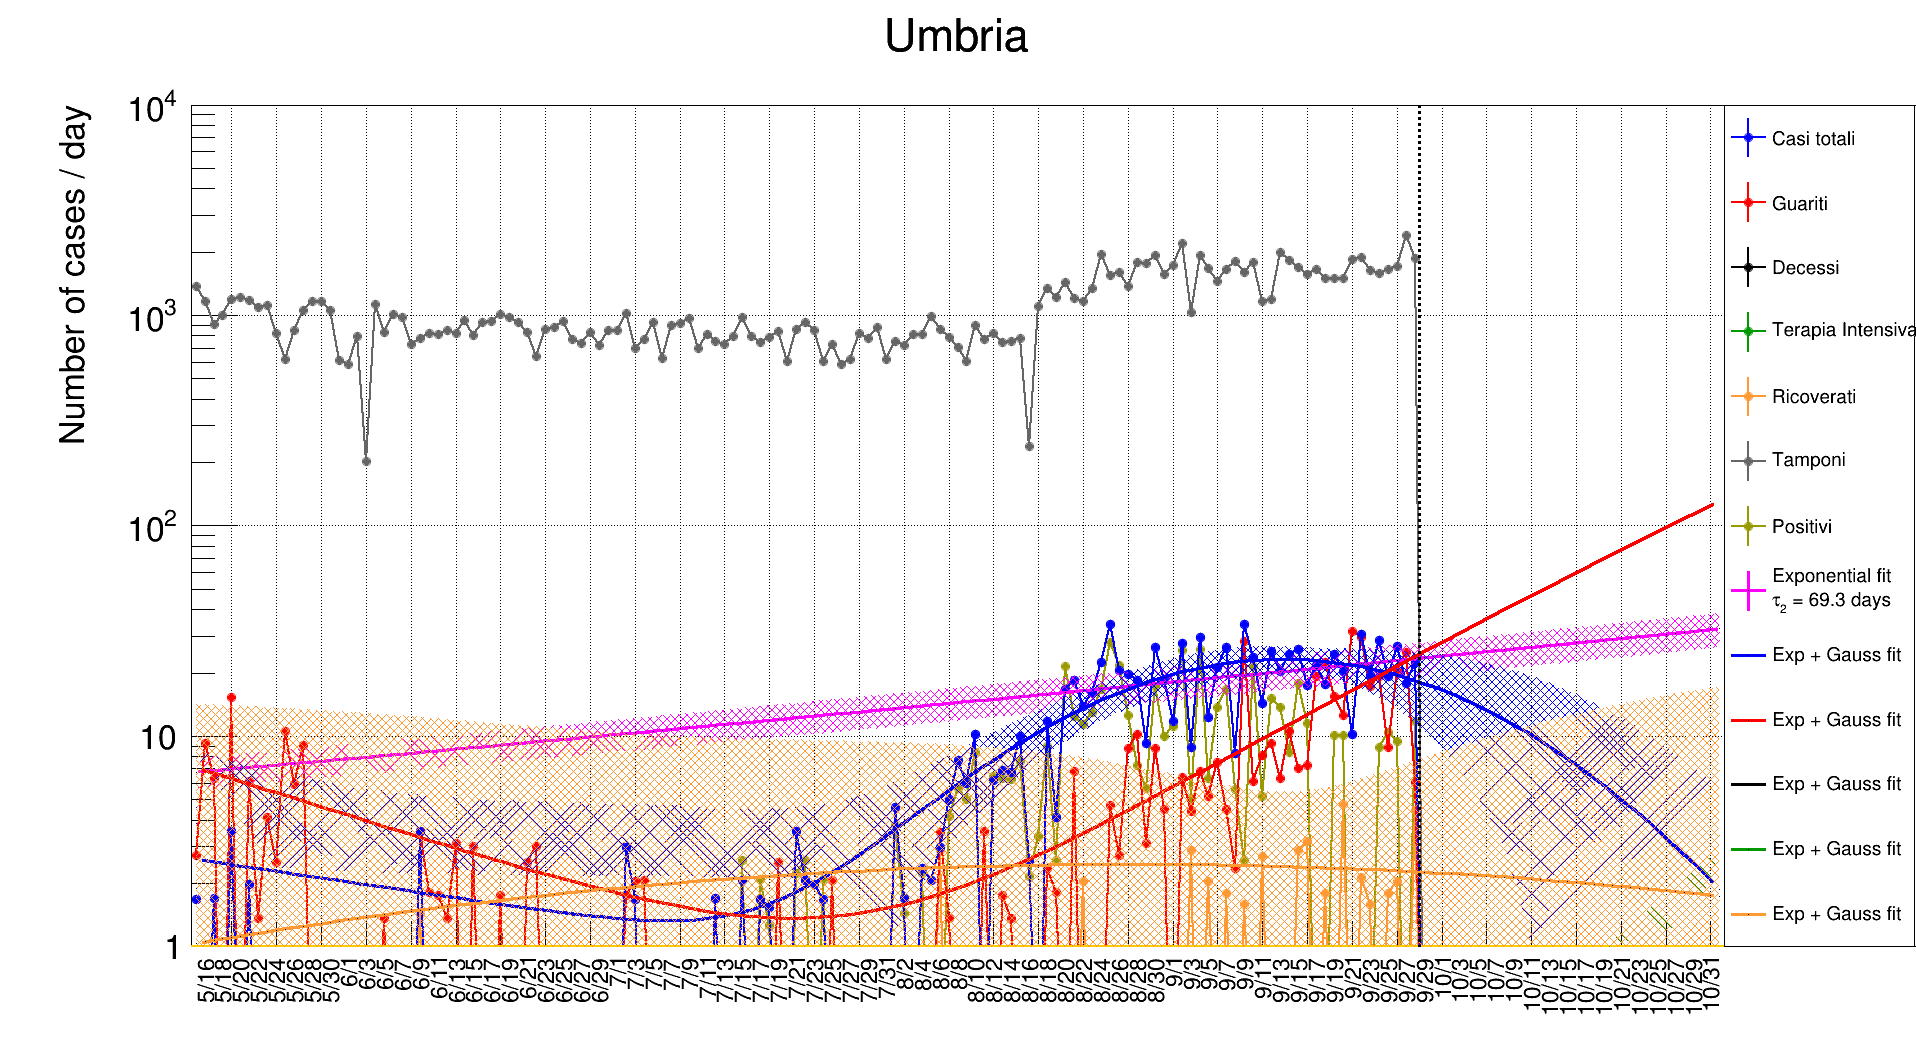 Umbria
Number of cases / day
10^4
10^3
10^2
10
1
5/16 5/18 5/20 5/22 5/24 5/26 5/28 5/30 6/1 6/3 6/5 6/7 6/9 6/11 6/13 6/15 6/17 6/19 6/21 6/23 6/25 6/27 6/29 7/1 7/3 7/5 7/7 7/9 7/11 7/13 7/15 7/17 7/19 7/21 7/23 7/25 7/27 7/29 7/31 8/2 8/4 8/6 8/8 8/10 8/12 8/14 8/16 8/18 8/20 8/22 8/24 8/26 8/28 8/30 9/1 9/3 9/5 9/7 9/9 9/11 9/13 9/15 9/17 9/19 9/21 9/23 9/25 9/27 9/29 10/1 10/3 10/5 10/7 10/9 10/11 10/13 10/15 10/17 10/19 10/21 10/23 10/25 10/27 10/29 10/31
Casi totali
Guariti
Decessi
Terapia Intensiva
Ricoverati
Tamponi
Positivi
Exponential fit
τ2 = 69.3 days
Exp + Gauss fit
Exp + Gauss fit
Exp + Gauss fit
Exp + Gauss fit
Exp + Gauss fit